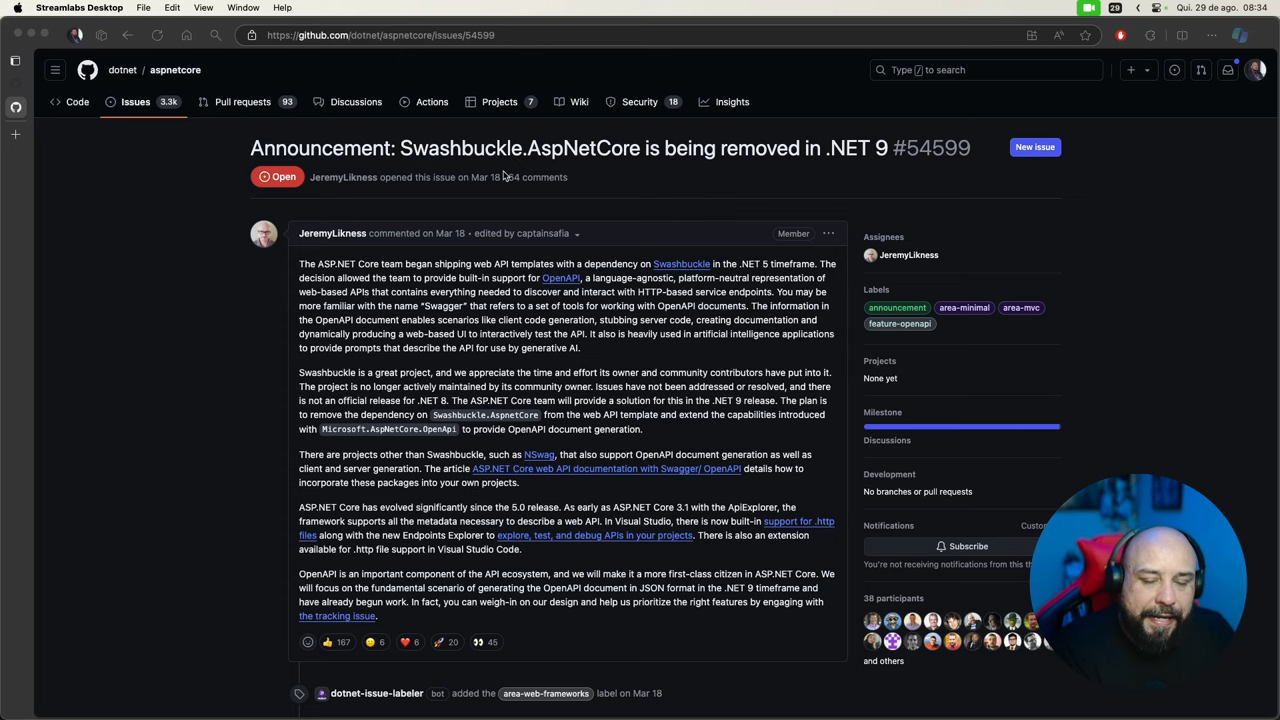 Streamlabs Desktop File Edit View Window Help 29 Qui. 29 de ago. 08:34
https://github.com/dotnet/aspnetcore/issues/54599
dotnet / aspnetcore Type / to search
Code Issues 3.3k Pull requests 93 Discussions Actions Projects 7 Wiki Security 18 Insights
Announcement: Swashbuckle.AspNetCore is being removed in .NET 9 #54599
New issue
Open JeremyLikness opened this issue on Mar 18 · 64 comments
JeremyLikness commented on Mar 18 • edited by captainsafia Member
The ASP.NET Core team began shipping web API templates with a dependency on Swashbuckle in the .NET 5 timeframe. The
decision allowed the team to provide built-in support for OpenAPI, a language-agnostic, platform-neutral representation of
web-based APIs that contains everything needed to discover and interact with HTTP-based service endpoints. You may be
more familiar with the name "Swagger" that refers to a set of tools for working with OpenAPI documents. The information in
the OpenAPI document enables scenarios like client code generation, stubbing server code, creating documentation and
dynamically producing a web-based UI to interactively test the API. It also is heavily used in artificial intelligence applications
to provide prompts that describe the API for use by generative AI.
Swashbuckle is a great project, and we appreciate the time and effort its owner and community contributors have put into it.
The project is no longer actively maintained by its community owner. Issues have not been addressed or resolved, and there
is not an official release for .NET 8. The ASP.NET Core team will provide a solution for this in the .NET 9 release. The plan is
to remove the dependency on Swashbuckle.AspnetCore from the web API template and extend the capabilities introduced
with Microsoft.AspNetCore.OpenApi to provide OpenAPI document generation.
There are projects other than Swashbuckle, such as NSwag, that also support OpenAPI document generation as well as
client and server generation. The article ASP.NET Core web API documentation with Swagger/ OpenAPI details how to
incorporate these packages into your own projects.
ASP.NET Core has evolved significantly since the 5.0 release. As early as ASP.NET Core 3.1 with the ApiExplorer, the
framework supports all the metadata necessary to describe a web API. In Visual Studio, there is now built-in support for .http
files along with the new Endpoints Explorer to explore, test, and debug APIs in your projects. There is also an extension
available for .http file support in Visual Studio Code.
OpenAPI is an important component of the API ecosystem, and we will make it a more first-class citizen in ASP.NET Core. We
will focus on the fundamental scenario of generating the OpenAPI document in JSON format in the .NET 9 timeframe and
have already begun work. In fact, you can weigh-in on our design and help us prioritize the right features by engaging with
the tracking issue.
167 6 6 20 45
dotnet-issue-labeler bot added the area-web-frameworks label on Mar 18
Assignees
JeremyLikness
Labels
announcement area-minimal area-mvc
feature-openapi
Projects
None yet
Milestone
Discussions
Development
No branches or pull requests
Notifications
Subscribe
You're not receiving notifications from this
38 participants
and others